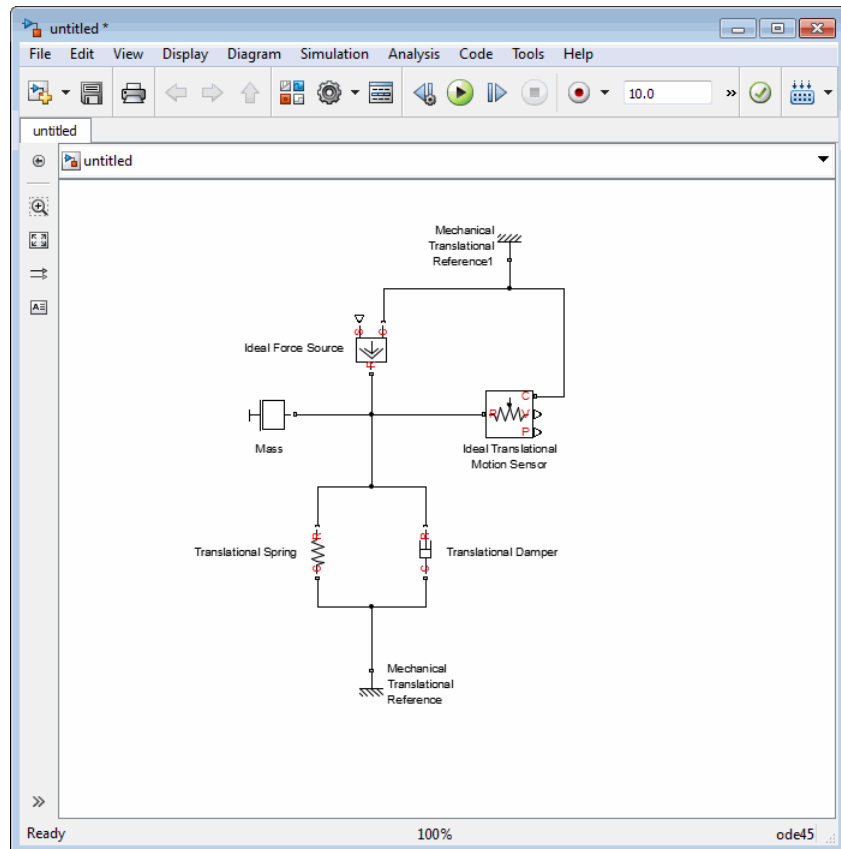 untitled *
File Edit View Display Diagram Simulation Analysis Code Tools Help
10.0 »
untitled
untitled
Mechanical
Translational
Reference1
S C
Ideal Force Source
R
C
R V
P
Mass
Ideal Translational
Motion Sensor
R R
Translational Spring
Translational Damper
C C
Mechanical
Translational
Reference
»
Ready 100% ode45